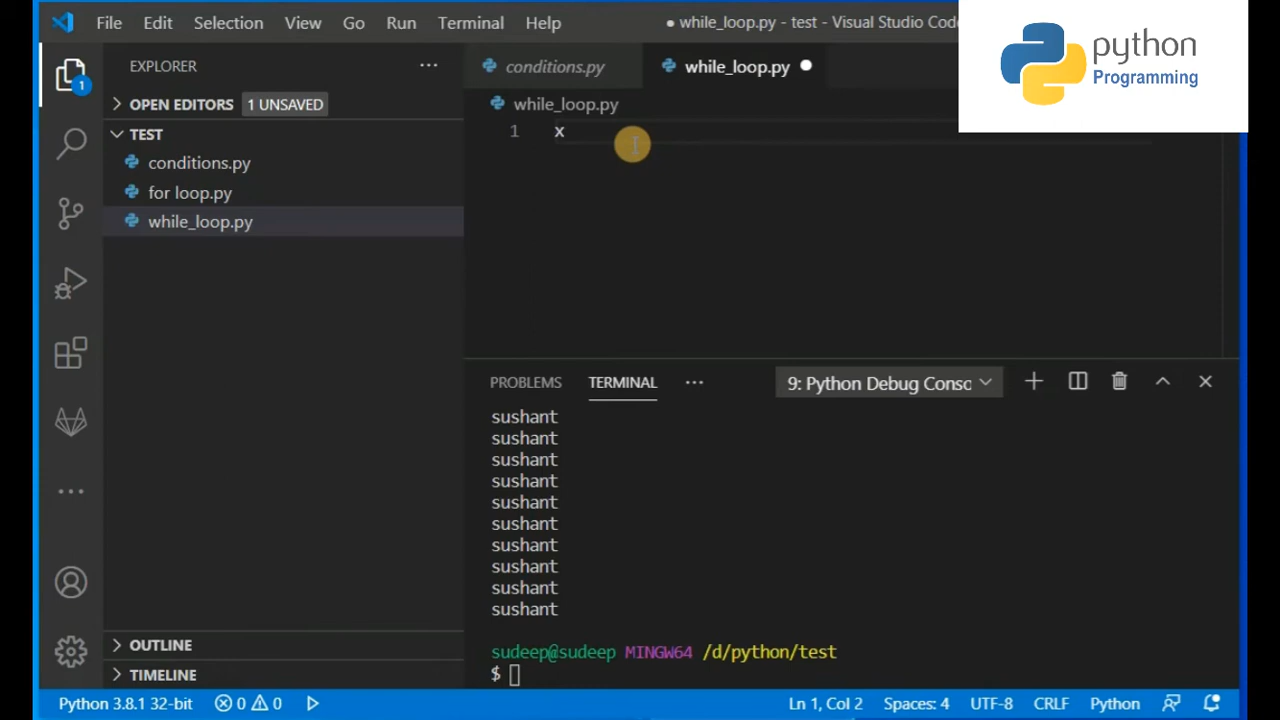 File Edit Selection View Go Run Terminal Help
● while_loop.py - test - Visual Studio Code
python
Programming
EXPLORER
OPEN EDITORS 1 UNSAVED
TEST
conditions.py
for loop.py
while_loop.py
OUTLINE
TIMELINE
1
conditions.py
while_loop.py
while_loop.py
1 x
PROBLEMS TERMINAL ··· 9: Python Debug Consc
sushant
sushant
sushant
sushant
sushant
sushant
sushant
sushant
sushant
sushant
sudeep@sudeep MINGW64 /d/python/test
$
Python 3.8.1 32-bit 0 0 Ln 1, Col 2 Spaces: 4 UTF-8 CRLF Python